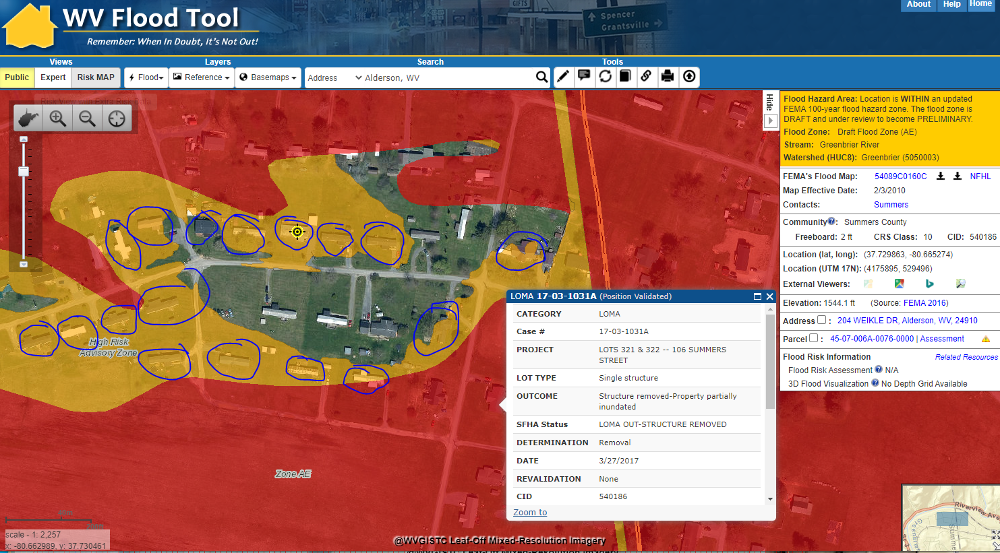 GIFTS
Spencer
Grantsville
About Help Home
WV Flood Tool
Remember: When In Doubt, It's Not Out!
Views Layers Search Tools
Public Expert Risk MAP Flood Reference Basemaps Address Alderson, WV
Risk View with Extra Risk Data
Hide
Flood Hazard Area: Location is WITHIN an updated
FEMA 100-year flood hazard zone. The flood zone is
DRAFT and under review to become PRELIMINARY.
Flood Zone: Draft Flood Zone (AE)
Stream: Greenbrier River
Watershed (HUC8): Greenbrier (5050003)
FEMA's Flood Map: 54089C0160C NFHL
Map Effective Date: 2/3/2010
Contacts: Summers
Community: Summers County
Freeboard: 2 ft CRS Class: 10 CID: 540186
Location (lat, long): (37.729863, -80.665274)
Location (UTM 17N): (4175895, 529496)
External Viewers:
Elevation: 1544.1 ft (Source: FEMA 2016)
Address : 204 WEIKLE DR, Alderson, WV, 24910
Parcel : 45-07-006A-0076-0000 | Assessment
Flood Risk Information Related Resources
Flood Risk Assessment N/A
3D Flood Visualization No Depth Grid Available
LOMA 17-03-1031A (Position Validated)
CATEGORY LOMA
Case # 17-03-1031A
PROJECT LOTS 321 & 322 -- 106 SUMMERS
STREET
LOT TYPE Single structure
OUTCOME Structure removed-Property partially
inundated
SFHA Status LOMA OUT-STRUCTURE REMOVED
DETERMINATION Removal
DATE 3/27/2017
REVALIDATION None
CID 540186
Zoom to
High Risk
Advisory Zone
Zone AE
40m
200ft
scale - 1: 2,257
x: -80.662989, y: 37.730461
@WVGISTC Leaf-Off Mixed-Resolution Imagery
@WVGISTC Leaf-Off Mixed-Resolution Imagery
Riverview Ave
Greenbrier
Summers